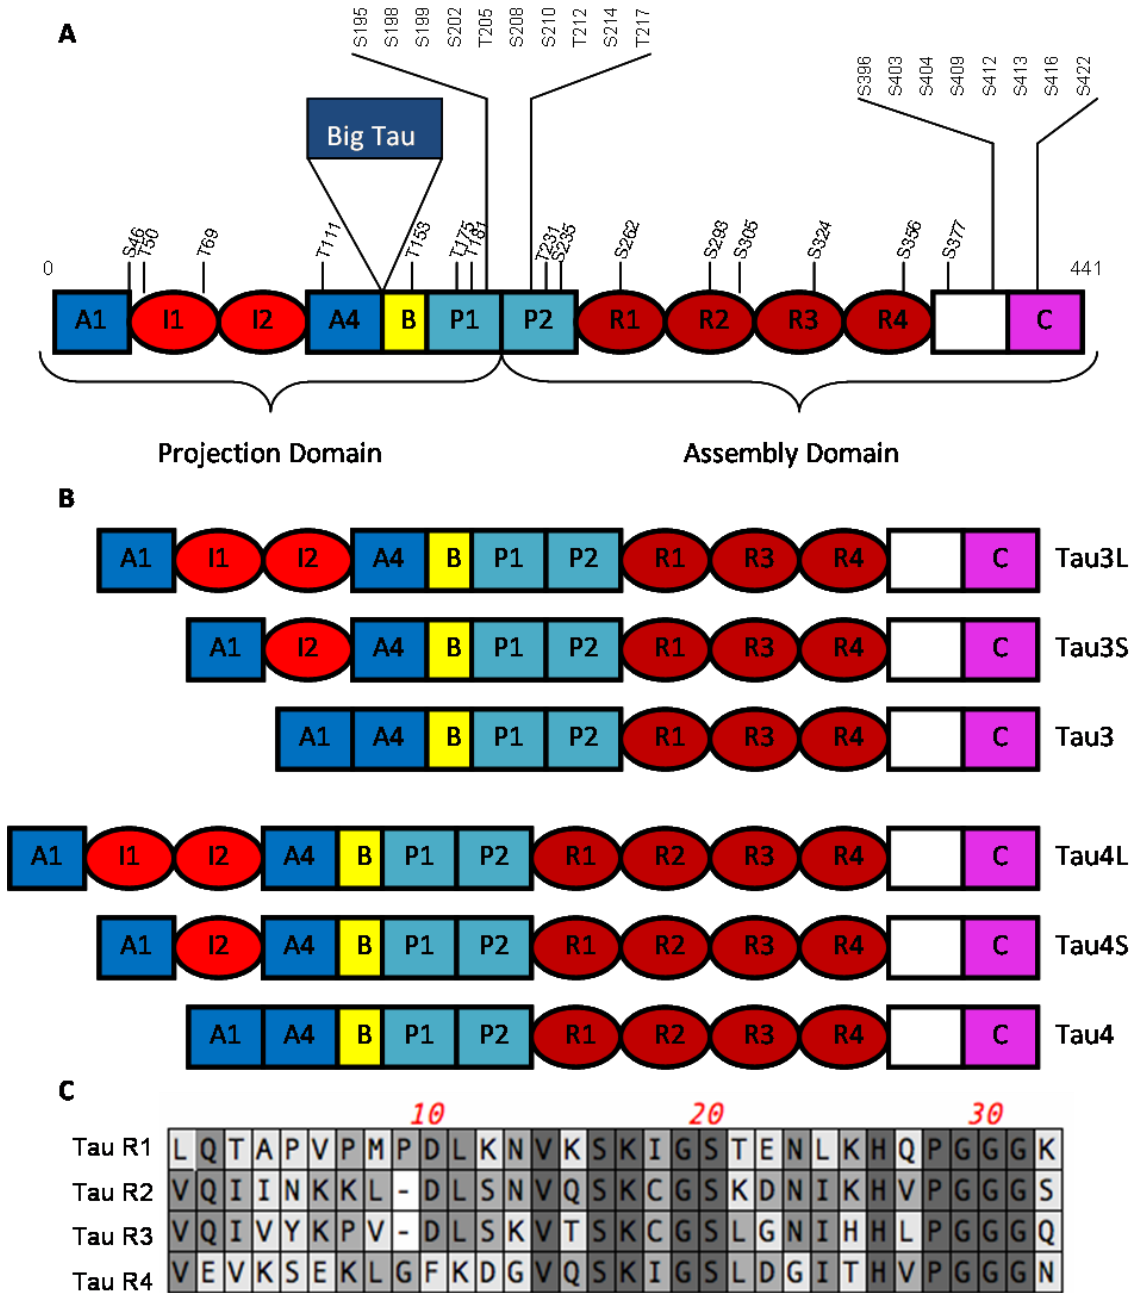 A
S195 S198 S199 S202 T205 S208 S210 T212 S214 T217
S396 S403 S404 S409 S412 S413 S416 S422
Big Tau
S46 T50 T69 T111 T153 T175 T181 T231 S235 S262 S293 S305 S324 S356 S377
0 441
A1 I1 I2 A4 B P1 P2 R1 R2 R3 R4 C
Projection Domain Assembly Domain
B
A1 I1 I2 A4 B P1 P2 R1 R3 R4 C Tau3L
A1 I2 A4 B P1 P2 R1 R3 R4 C Tau3S
A1 A4 B P1 P2 R1 R3 R4 C Tau3
A1 I1 I2 A4 B P1 P2 R1 R2 R3 R4 C Tau4L
A1 I2 A4 B P1 P2 R1 R2 R3 R4 C Tau4S
A1 A4 B P1 P2 R1 R2 R3 R4 C Tau4
C
10 20 30
Tau R1 LQTAPVPMPDLKNVKSKIGSTENLKHQPGGGK
Tau R2 VQIINKKL-DLSNVQSKCGSKDNIKHVPGGGS
Tau R3 VQIVYKPV-DLSKVTSKCGSLGNIHHLPGGGQ
Tau R4 VEVKSEKLGFKDGVQSKIGSLDGITHVPGGGN